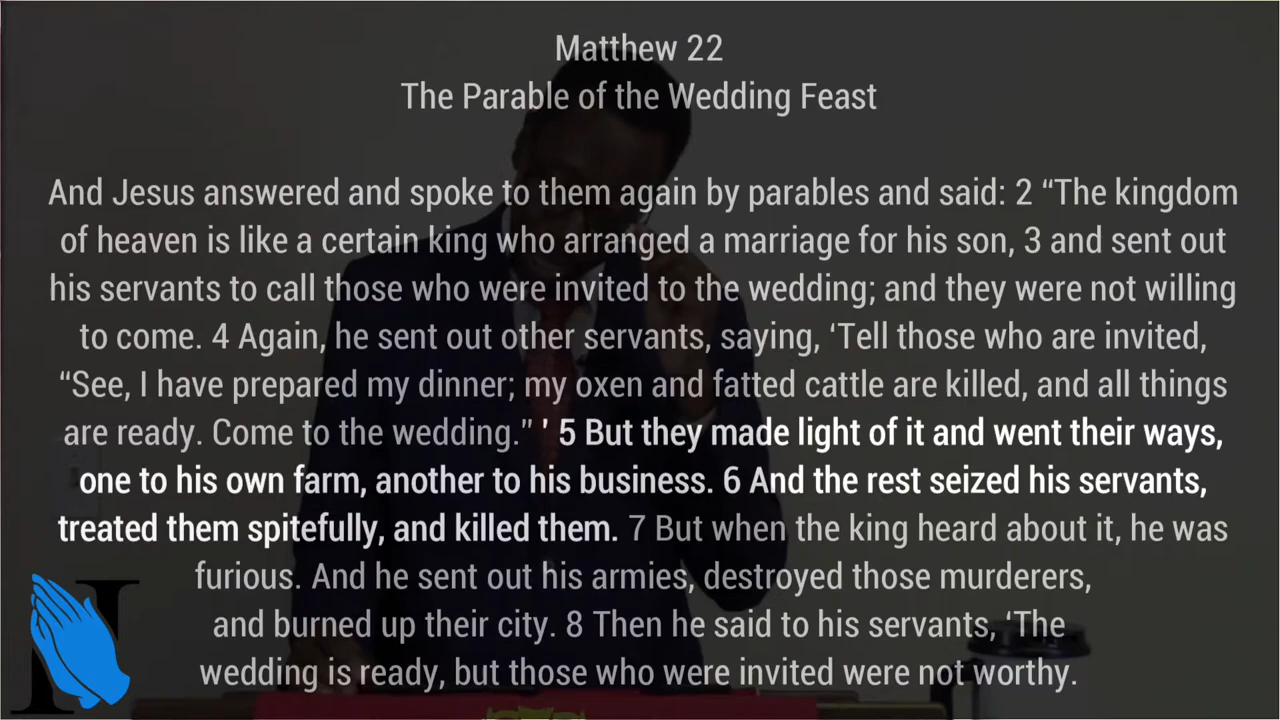 Matthew 22
The Parable of the Wedding Feast
And Jesus answered and spoke to them again by parables and said: 2 “The kingdom
of heaven is like a certain king who arranged a marriage for his son, 3 and sent out
his servants to call those who were invited to the wedding; and they were not willing
to come. 4 Again, he sent out other servants, saying, ‘Tell those who are invited,
“See, I have prepared my dinner; my oxen and fatted cattle are killed, and all things
are ready. Come to the wedding.” ’ 5 But they made light of it and went their ways,
one to his own farm, another to his business. 6 And the rest seized his servants,
treated them spitefully, and killed them. 7 But when the king heard about it, he was
furious. And he sent out his armies, destroyed those murderers,
and burned up their city. 8 Then he said to his servants, ‘The
wedding is ready, but those who were invited were not worthy.